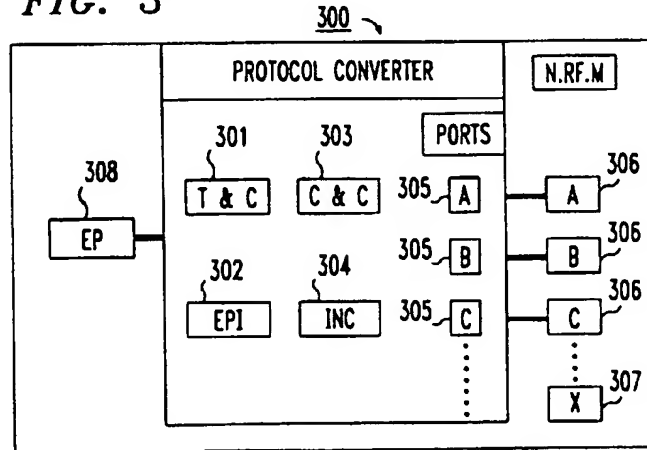 FIG. 3
300
PROTOCOL CONVERTER
N.RF.M
PORTS
308
301
303
305
306
EP
T & C
C & C
A
A
302
304
305
306
B
B
EPI
INC
305
306
C
C
307
X